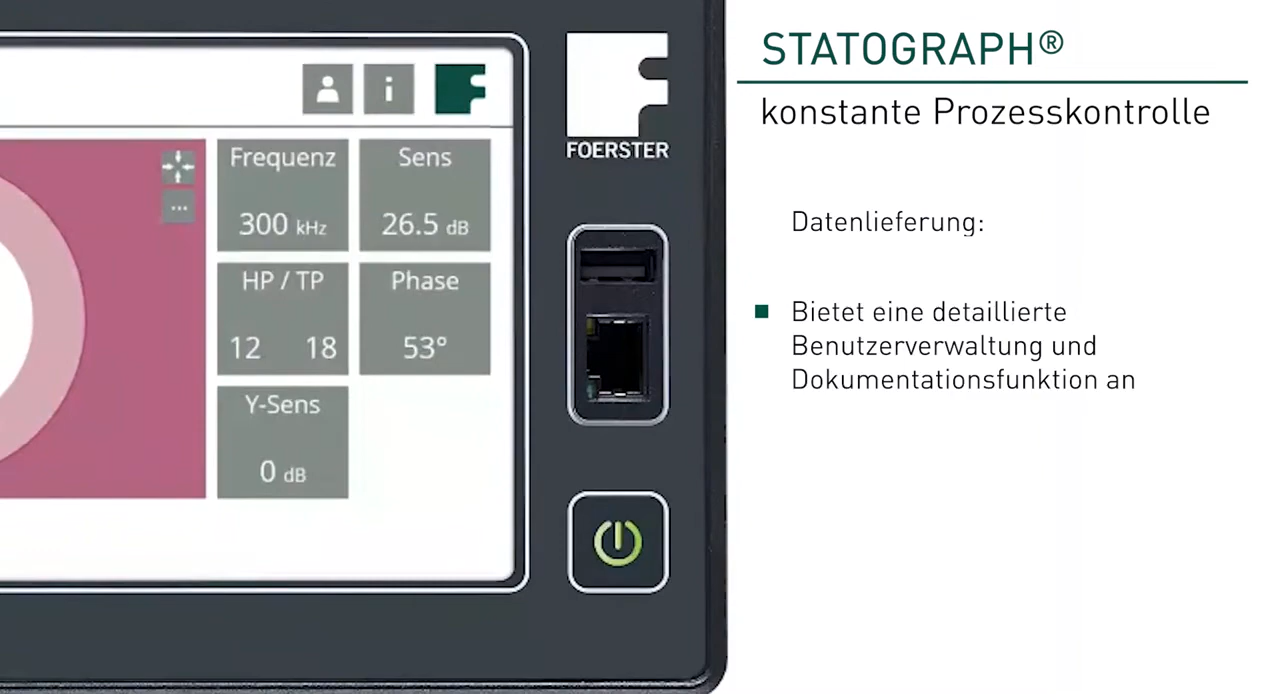 Frequenz
300 kHz
Sens
26.5 dB
HP / TP
12 18
Phase
53°
Y-Sens
0 dB
FOERSTER
STATOGRAPH®
konstante Prozesskontrolle
Datenlieferung:
Bietet eine detaillierte
Benutzerverwaltung und
Dokumentationsfunktion an